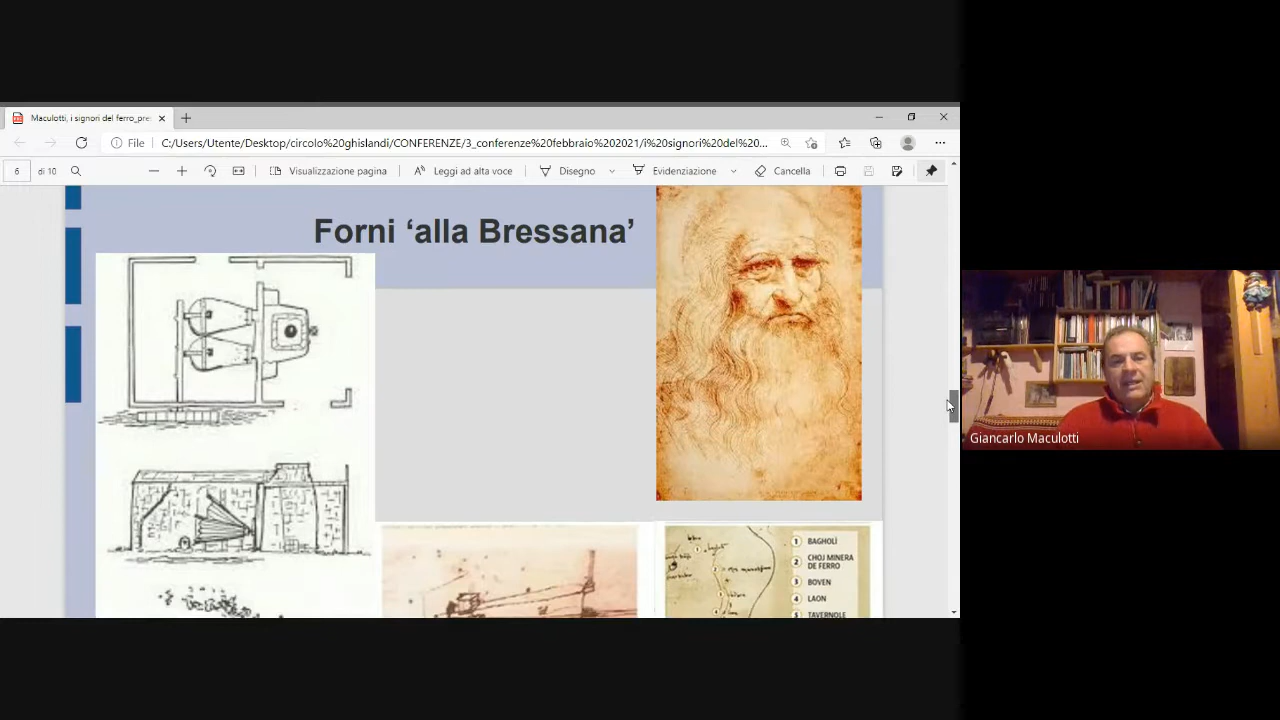 Maculotti, i signori del ferro_pre
File C:/Users/Utente/Desktop/circolo%20ghislandi/CONFERENZE/3_conferenze%20febbraio%202021/i%20signori%20del%20...
6 di 10 Visualizzazione pagina Leggi ad alta voce Disegno Evidenziazione Cancella
Forni ‘alla Bressana’
1 BAGHOLÌ
2 CHOJ MINERA
DE FERRO
3 BOVEN
4 LAON
5 TAVERNOLE
Giancarlo Maculotti